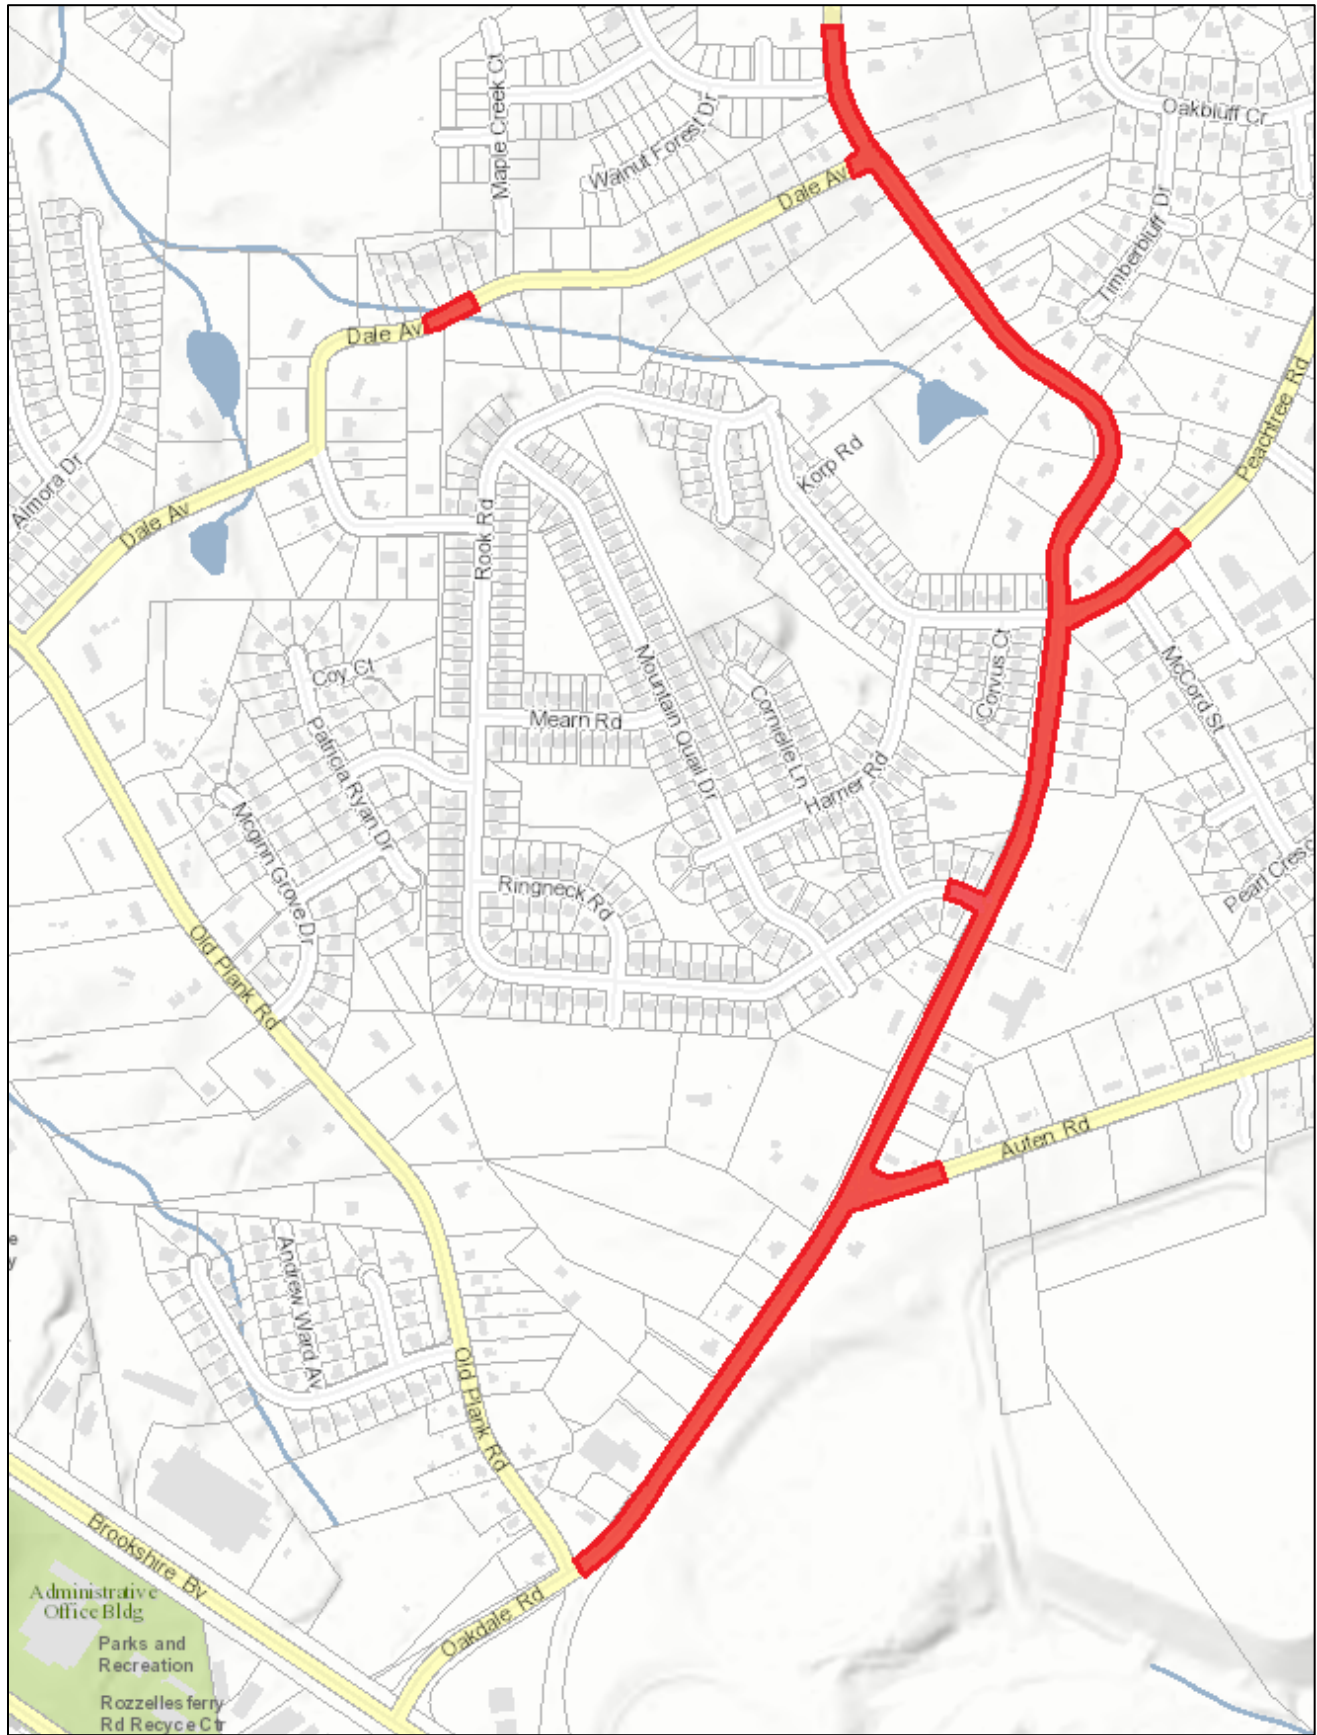 Maple Creek Ct
Walnut Forest Dr
Dale Av
Oakbluff Cr
Timberbluff Dr
Dale Av
Peachtree Rd
Almora Dr
Dale Av
Korp Rd
Rook Rd
Coy Ct
Mearn Rd
Mountain Quail Dr
Cornielle Ln
Corvus Ct
McCord St
Patricia Ryan Dr
Harrier Rd
Mcginn Grove Dr
Ringneck Rd
Old Plank Rd
Auten Rd
e
y
Andrew Ward Av
Old Plank Rd
Brookshire Bv
Oakdale Rd
Administrative
Office Bldg
Parks and
Recreation
Rozzelles ferry
Rd Recyce Ctr